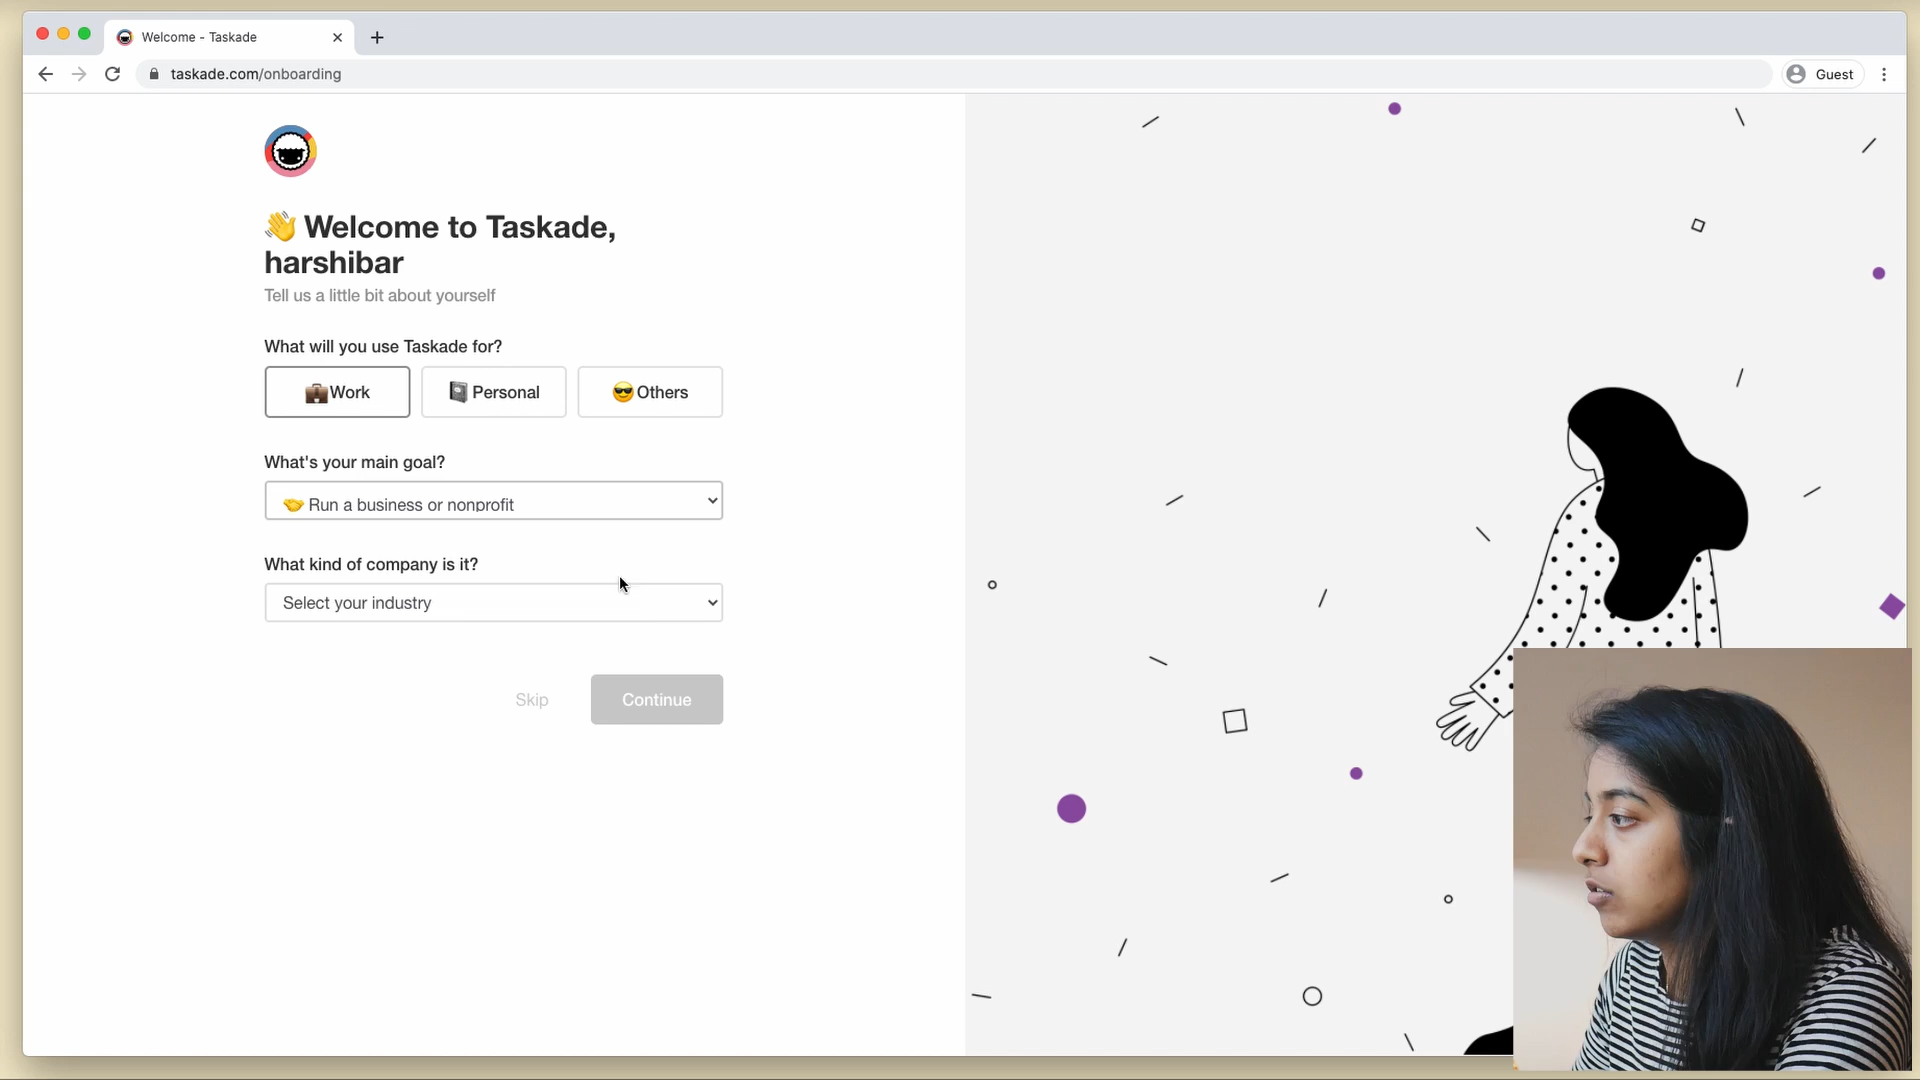 Welcome - Taskade
taskade.com/onboarding
Guest
👋 Welcome to Taskade,
harshibar
Tell us a little bit about yourself
What will you use Taskade for?
💼Work
📓Personal
😎Others
What's your main goal?
🤝 Run a business or nonprofit
What kind of company is it?
Select your industry
Skip
Continue